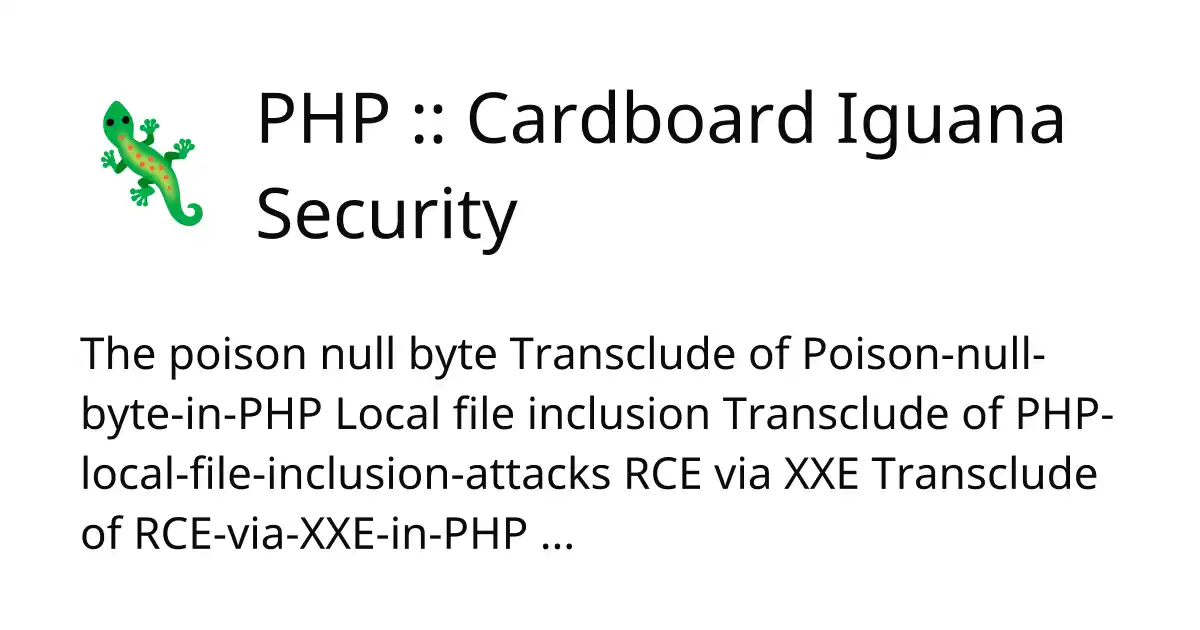 PHP :: Cardboard Iguana
Security
The poison null byte Transclude of Poison-null-
byte-in-PHP Local file inclusion Transclude of PHP-
local-file-inclusion-attacks RCE via XXE Transclude
of RCE-via-XXE-in-PHP ...